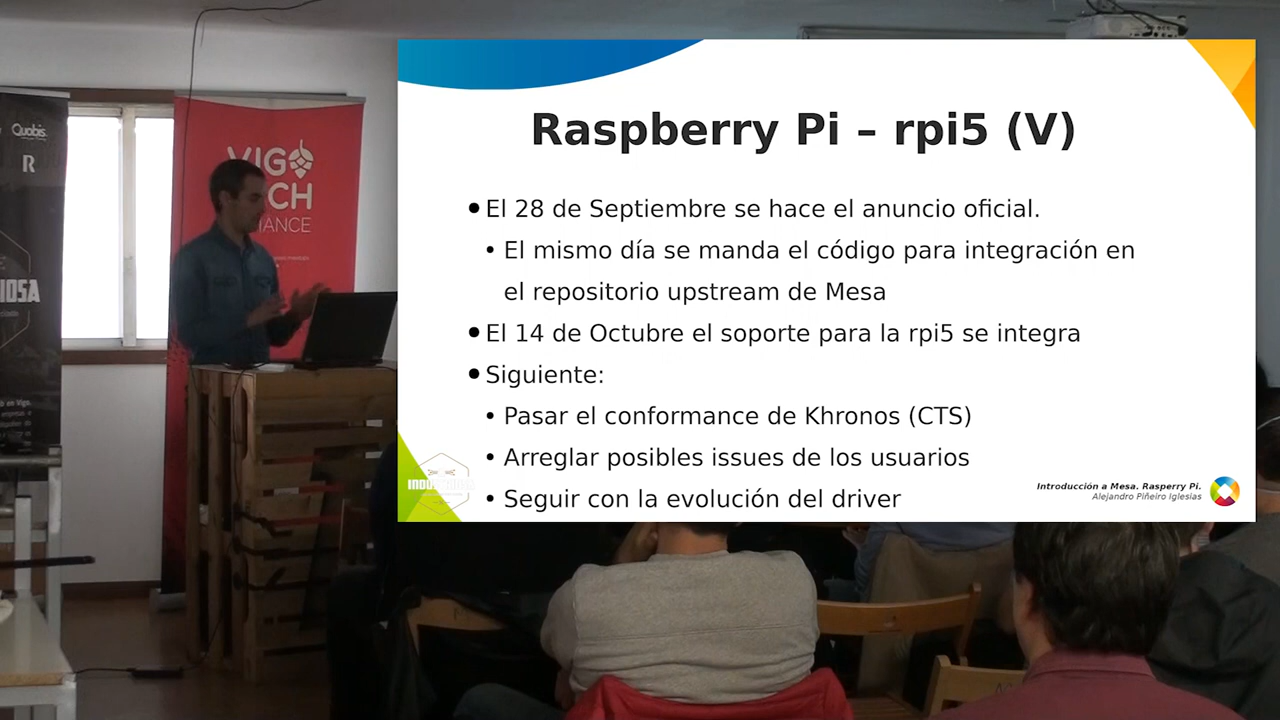 Quobis
R
VIGO
TECH
ALLIANCE
Raspberry Pi – rpi5 (V)
•El 28 de Septiembre se hace el anuncio oficial.
•El mismo día se manda el código para integración en
el repositorio upstream de Mesa
•El 14 de Octubre el soporte para la rpi5 se integra
•Siguiente:
•Pasar el conformance de Khronos (CTS)
•Arreglar posibles issues de los usuarios
•Seguir con la evolución del driver
Introducción a Mesa. Rasperry Pi.
Alejandro Piñeiro Iglesias